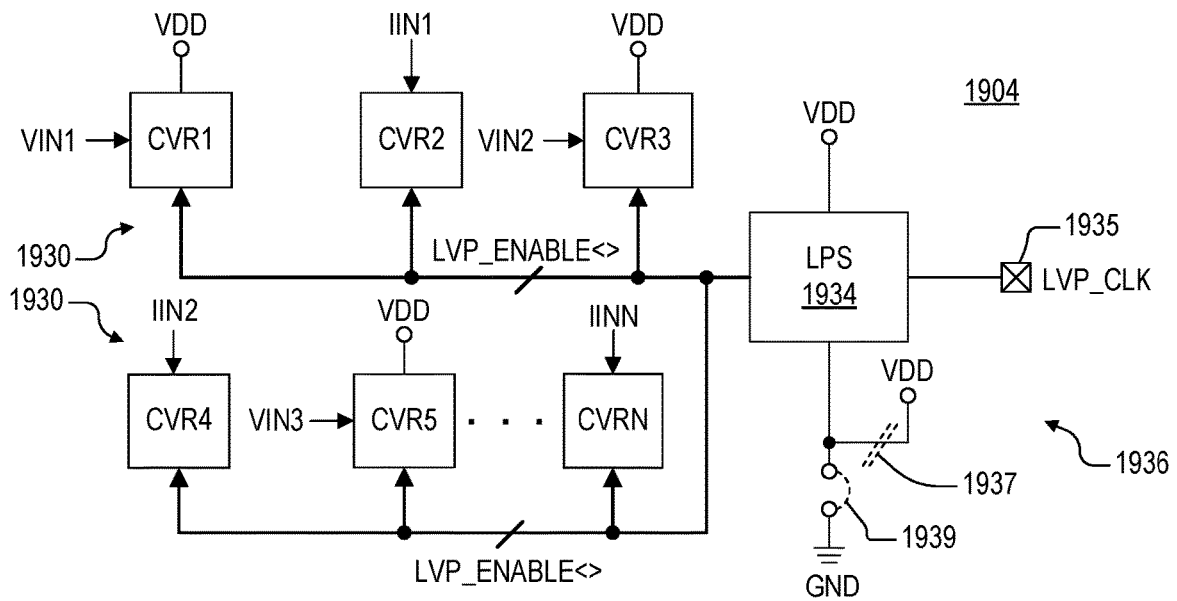 VDD
IIN1
VDD
1904
VIN1
CVR1
CVR2
VIN2
CVR3
VDD
1930
LVP_ENABLE<>
LPS
1934
1935
LVP_CLK
1930
IIN2
VDD
IINN
CVR4
VIN3
CVR5
. . .
CVRN
VDD
1936
1937
1939
LVP_ENABLE<>
GND